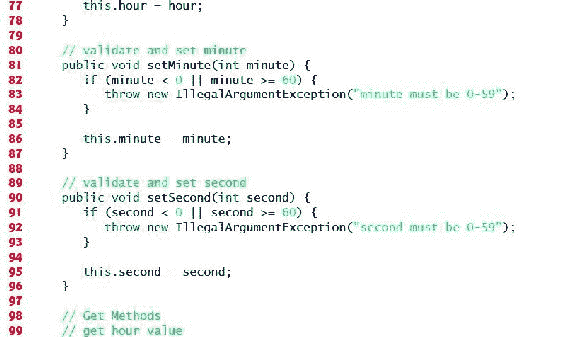 77 this.hour = hour;
78 }
79
80 // validate and set minute
81 public void setMinute(int minute) {
82 if (minute < 0 || minute >= 60) {
83 throw new IllegalArgumentException("minute must be 0-59");
84 }
85
86 this.minute = minute;
87 }
88
89 // validate and set second
90 public void setSecond(int second) {
91 if (second < 0 || second >= 60) {
92 throw new IllegalArgumentException("second must be 0-59");
93 }
94
95 this.second = second;
96 }
97
98 // Get Methods
99 // get hour value